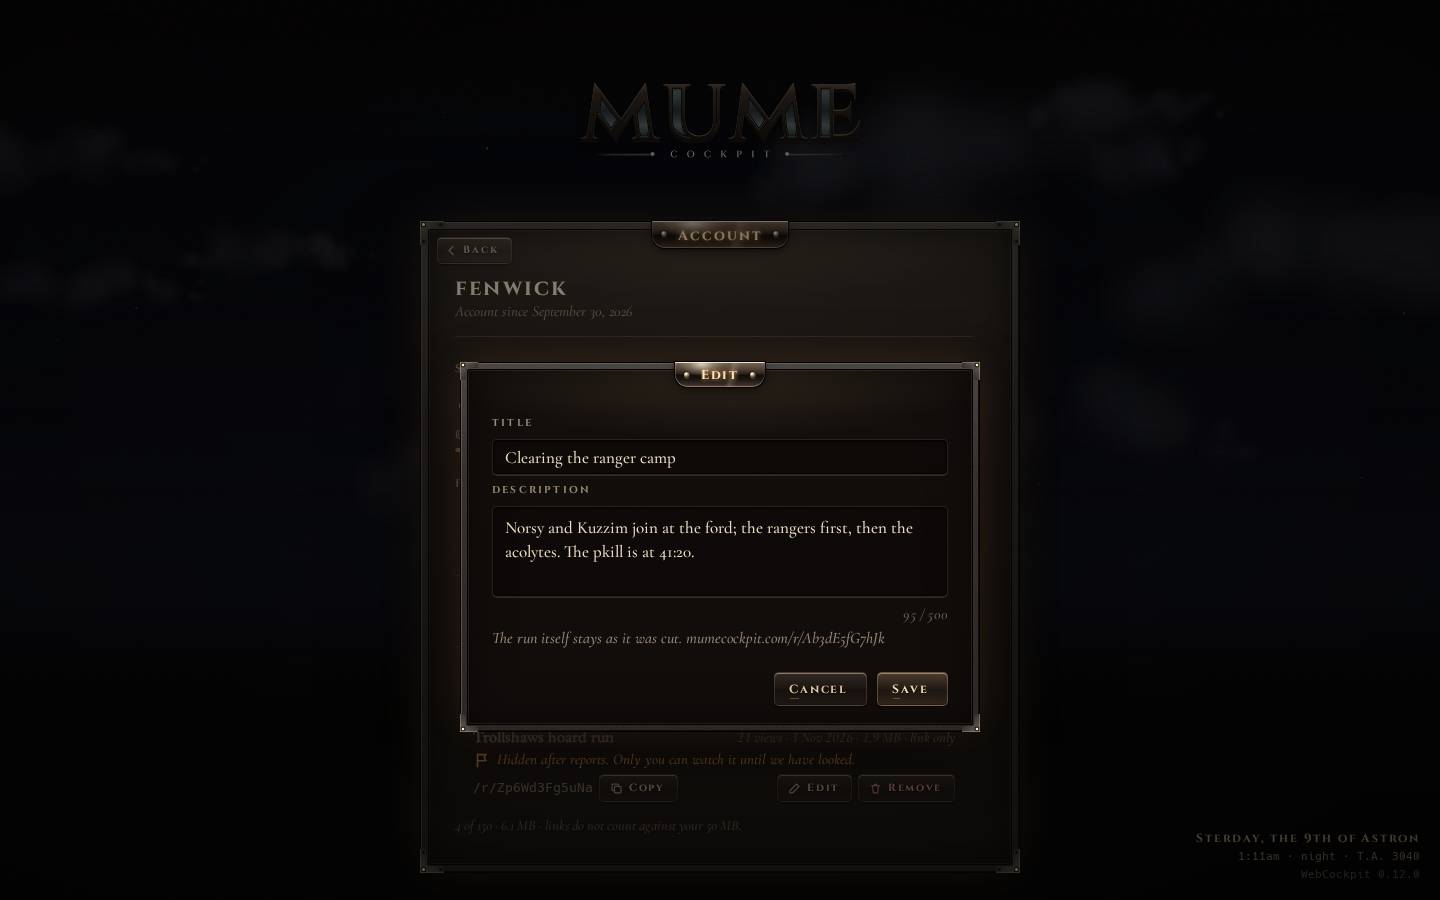 MUME
COCKPIT
ACCOUNT
BACK
FENWICK
Account since September 30, 2026
EDIT
TITLE
Clearing the ranger camp
DESCRIPTION
Norsy and Kuzzim join at the ford; the rangers first, then the
acolytes. The pkill is at 41:20.
95 / 500
The run itself stays as it was cut. mumecockpit.com/r/Ab3dE5fG7hJk
CANCEL SAVE
Trollshaws hoard run 21 views · 3 Nov 2026 · 1.9 MB · link only
Hidden after reports. Only you can watch it until we have looked.
/r/Zp6Wd3Fg5uNa COPY EDIT REMOVE
4 of 150 · 6.1 MB · links do not count against your 50 MB.
STERDAY, THE 9TH OF ASTRON
1:11am · night · T.A. 3040
WebCockpit 0.12.0